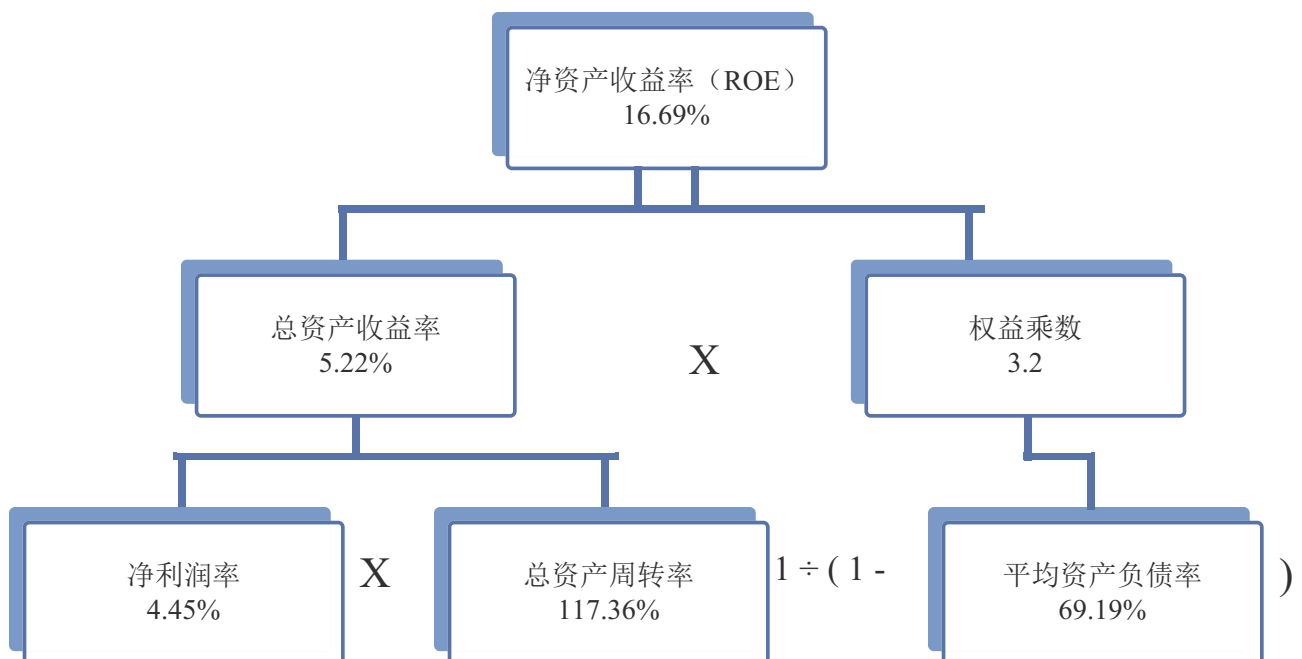 净资产收益率（ROE）
16.69%
总资产收益率
5.22%
X
权益乘数
3.2
净利润率
4.45%
X
总资产周转率
117.36%
1 ÷ ( 1 -
平均资产负债率
69.19%
)